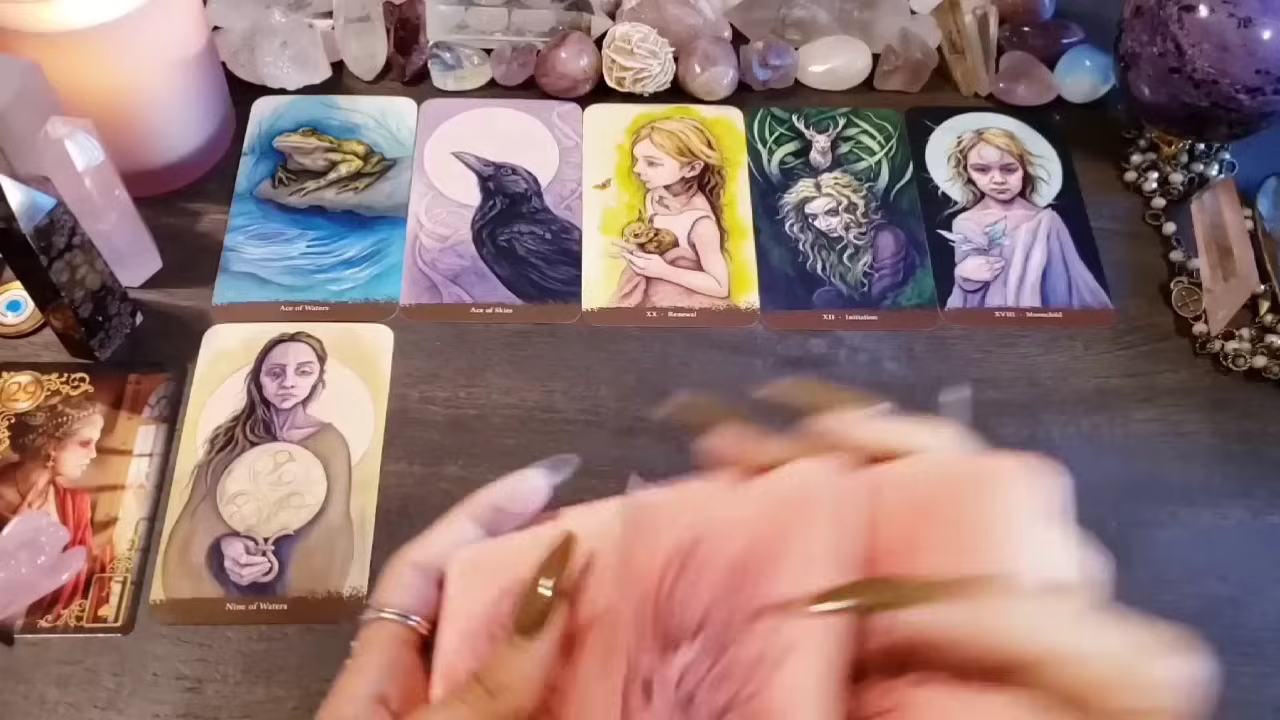 Ace of Waters
Ace of Skies
XX · Renewal
XII · Initiation
XVIII · Moonchild
29
Nine of Waters